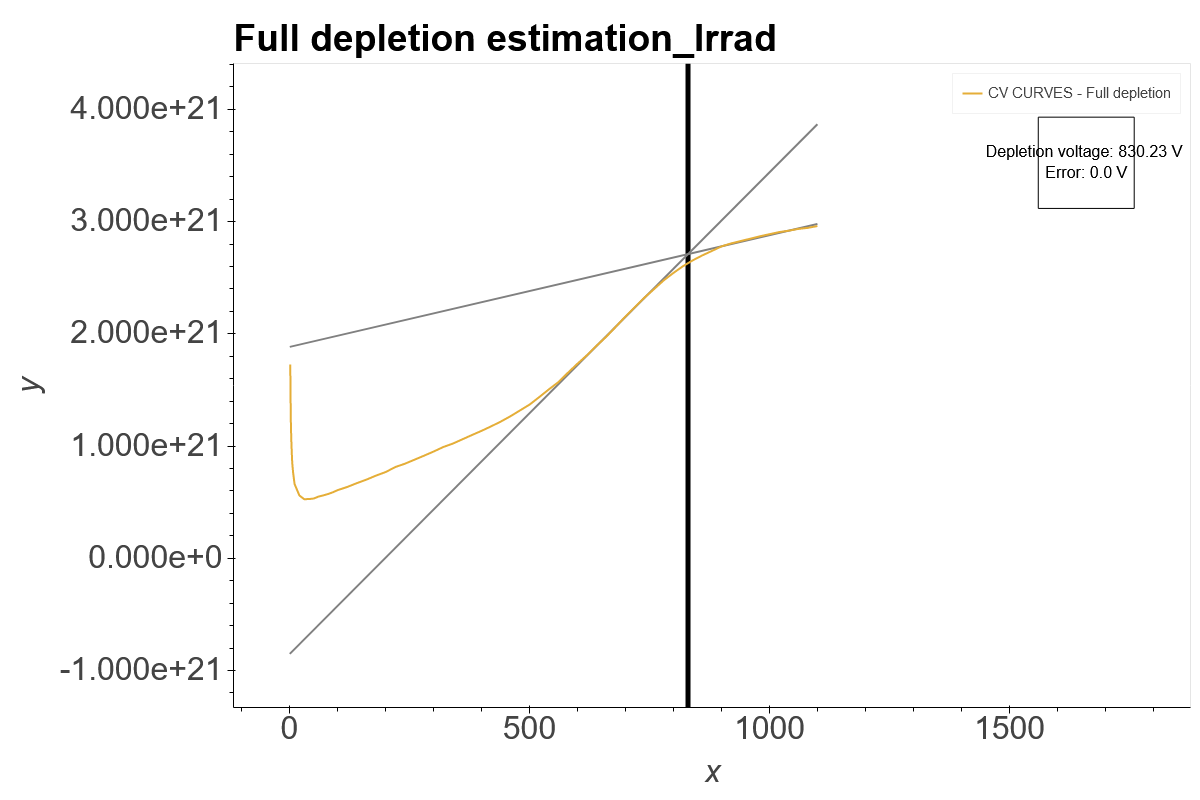 Full depletion estimation_Irrad
CV CURVES - Full depletion
Depletion voltage: 830.23 V
Error: 0.0 V
4.000e+21
3.000e+21
2.000e+21
1.000e+21
0.000e+0
-1.000e+21
y
0 500 1000 1500
x